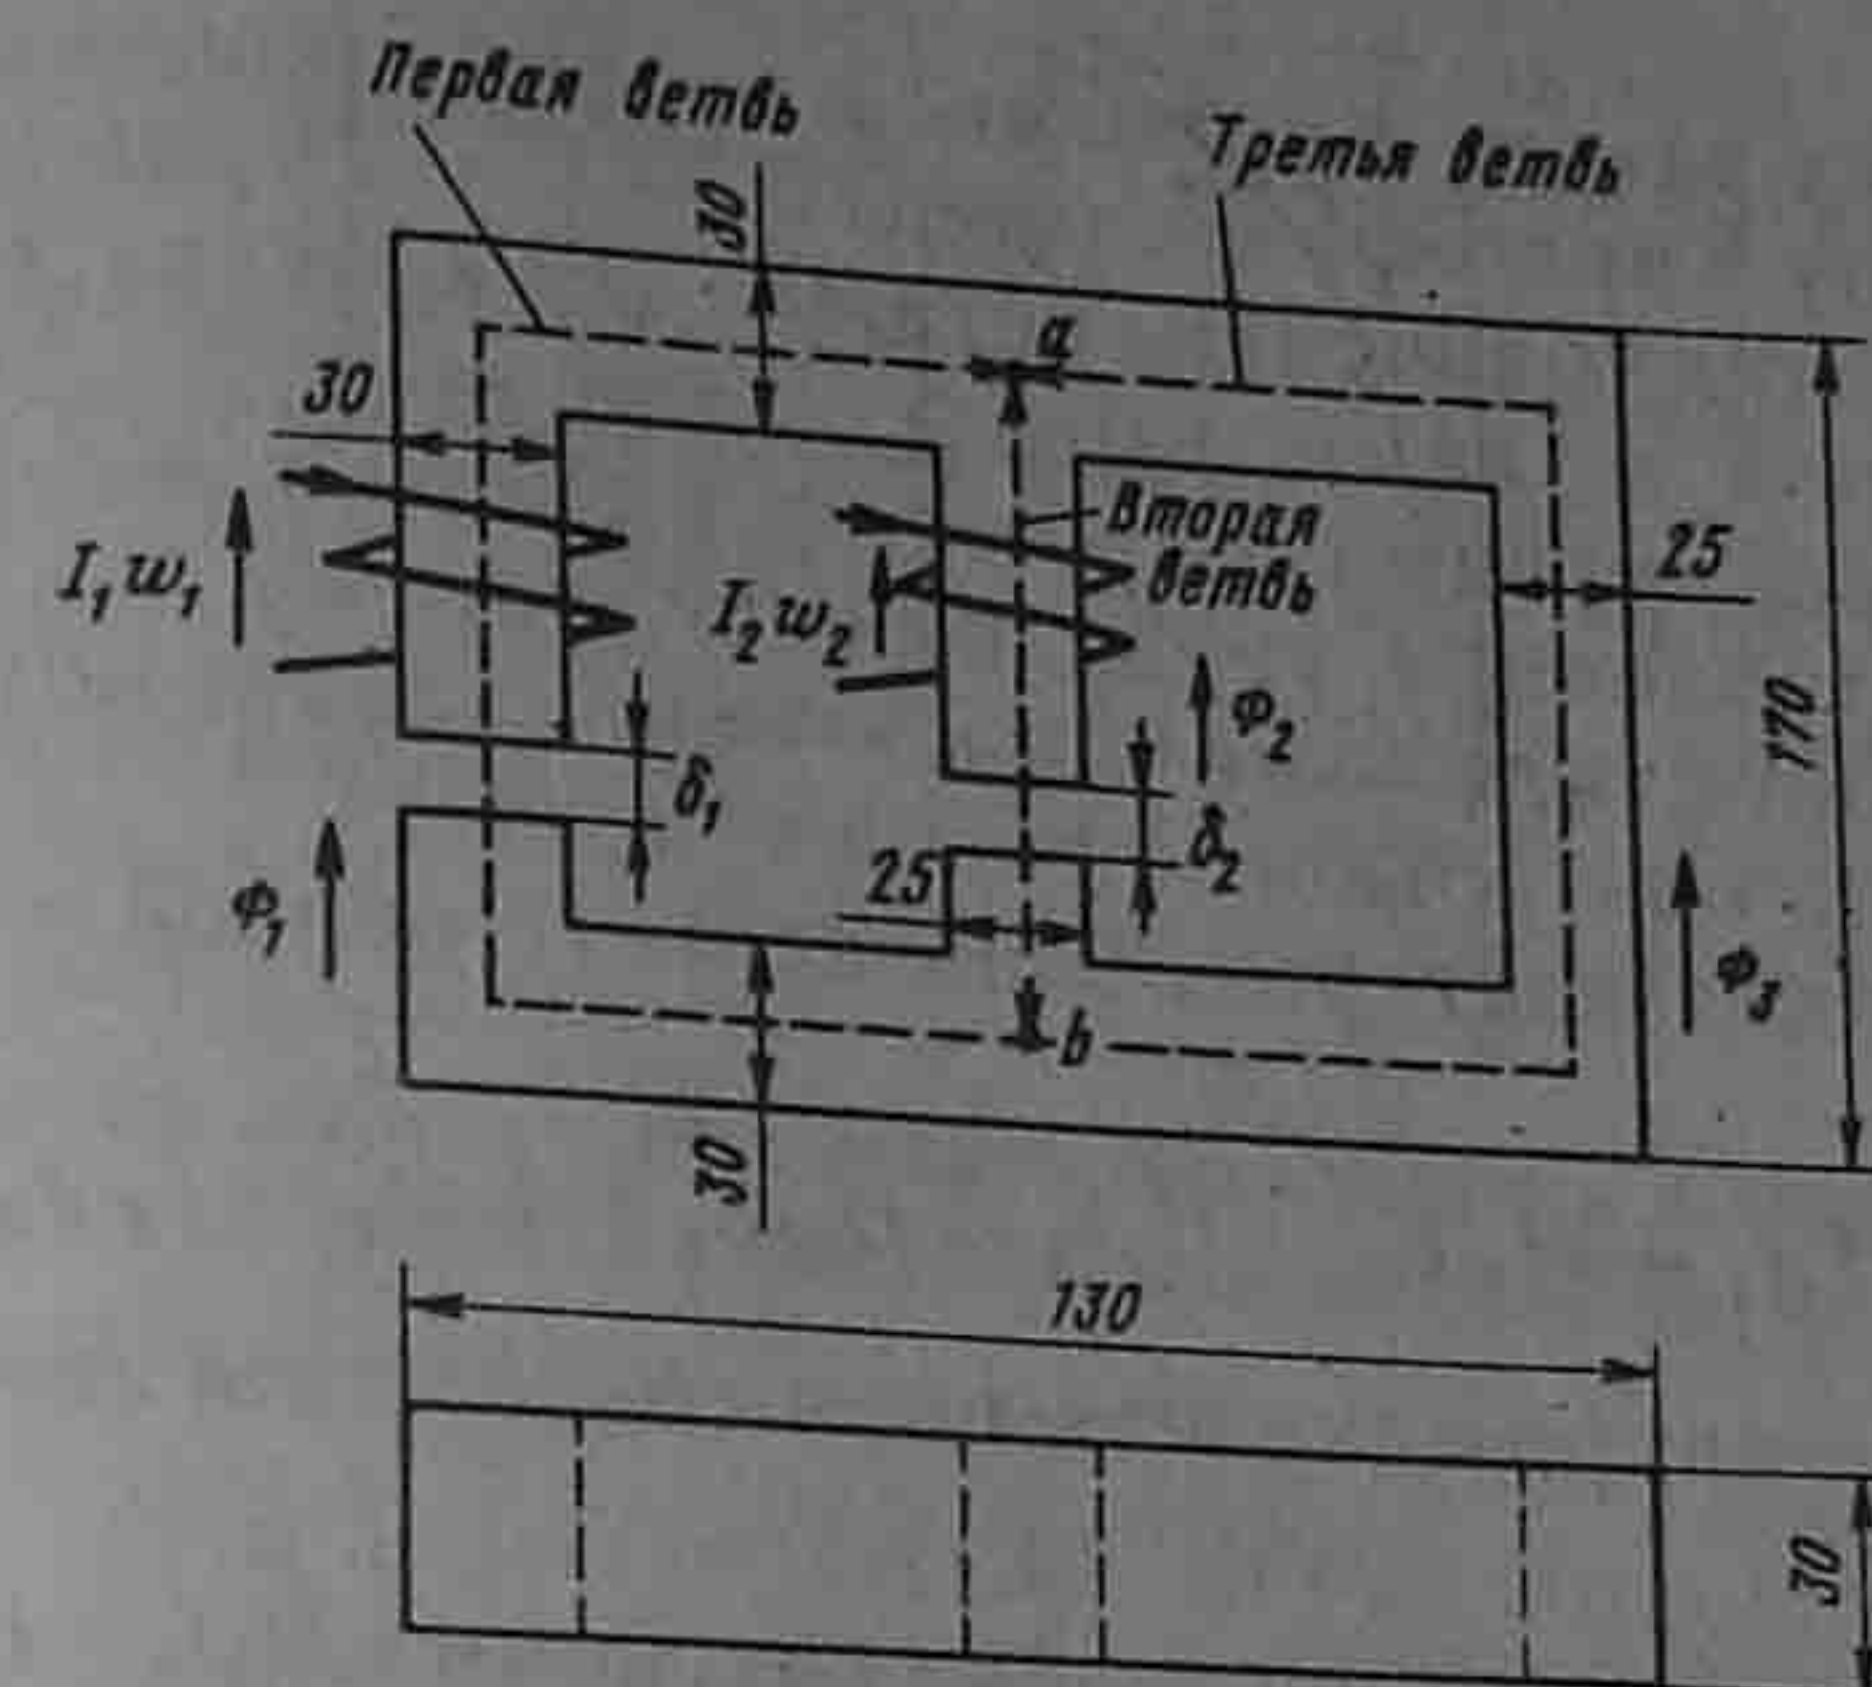 Первая ветвь
Третья ветвь
30
a
30
Вторая ветвь
25
I₁w₁
I₂w₂
Φ₂
170
δ₁
δ₂
25
Φ₁
Φ₃
b
30
130
30